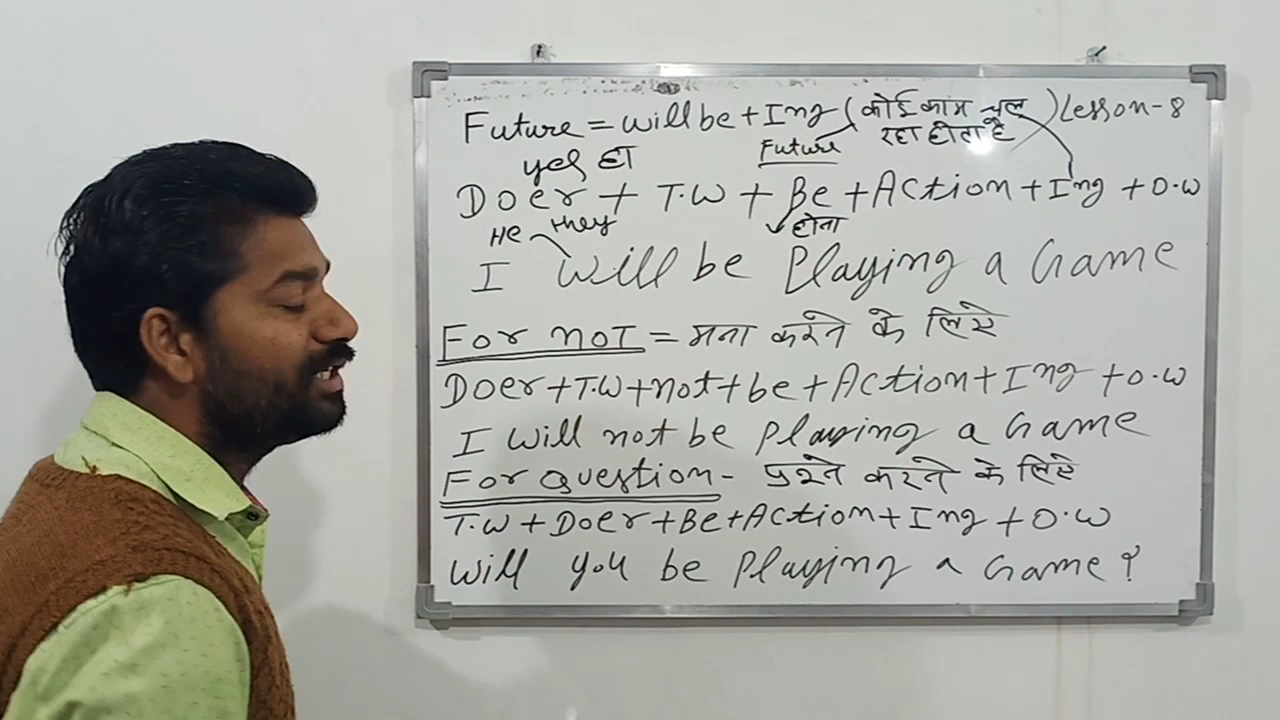 Future = will be + Ing (कोई काम चल रहा होता है) Lesson-8
yes हा Future
Doer + T.W + Be + Action + Ing + O.W
He they होता
I will be Playing a Game
For not = मना करने के लिऐ
Doer + T.W + not + be + Action + Ing + O.W
I will not be playing a Game
For question - प्रश्ने करने के लिऐ
T.W + Doer + Be + Action + Ing + O.W
Will you be Playing a Game?